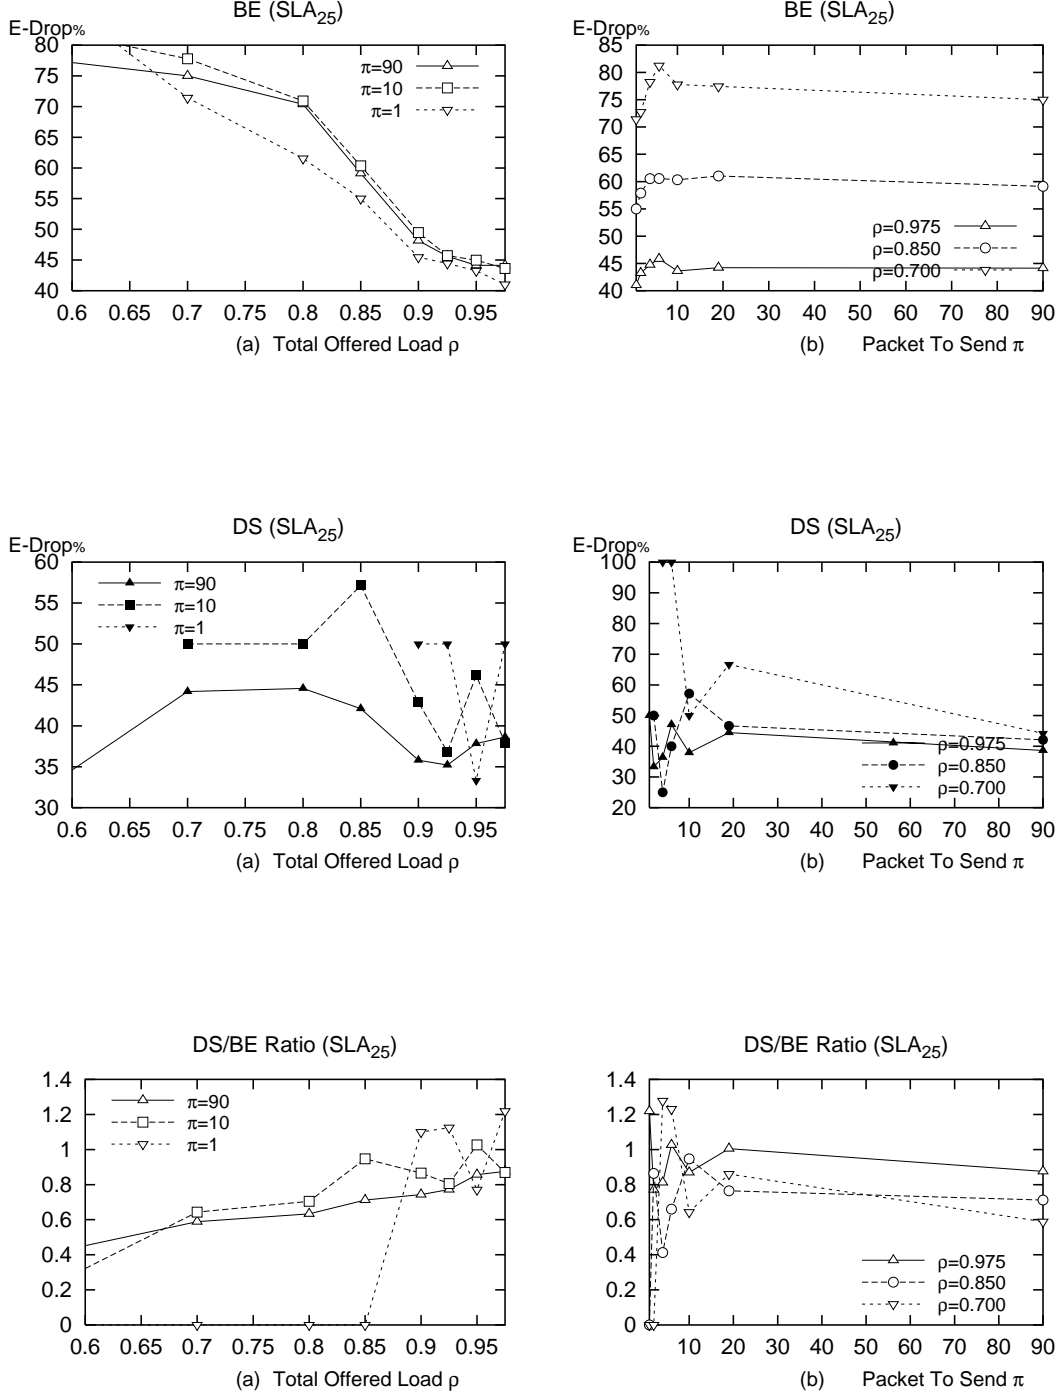 BE (SLA25)
E-Drop%
80
75
70
65
60
55
50
45
40
0.6 0.65 0.7 0.75 0.8 0.85 0.9 0.95
π=90
π=10
π=1
(a) Total Offered Load ρ
BE (SLA25)
E-Drop%
85
80
75
70
65
60
55
50
45
40
10 20 30 40 50 60 70 80 90
ρ=0.975
ρ=0.850
ρ=0.700
(b) Packet To Send π
DS (SLA25)
E-Drop%
60
55
50
45
40
35
30
0.6 0.65 0.7 0.75 0.8 0.85 0.9 0.95
π=90
π=10
π=1
(a) Total Offered Load ρ
DS (SLA25)
E-Drop%
100
90
80
70
60
50
40
30
20
10 20 30 40 50 60 70 80 90
ρ=0.975
ρ=0.850
ρ=0.700
(b) Packet To Send π
DS/BE Ratio (SLA25)
1.4
1.2
1
0.8
0.6
0.4
0.2
0
0.6 0.65 0.7 0.75 0.8 0.85 0.9 0.95
π=90
π=10
π=1
(a) Total Offered Load ρ
DS/BE Ratio (SLA25)
1.4
1.2
1
0.8
0.6
0.4
0.2
0
10 20 30 40 50 60 70 80 90
ρ=0.975
ρ=0.850
ρ=0.700
(b) Packet To Send π